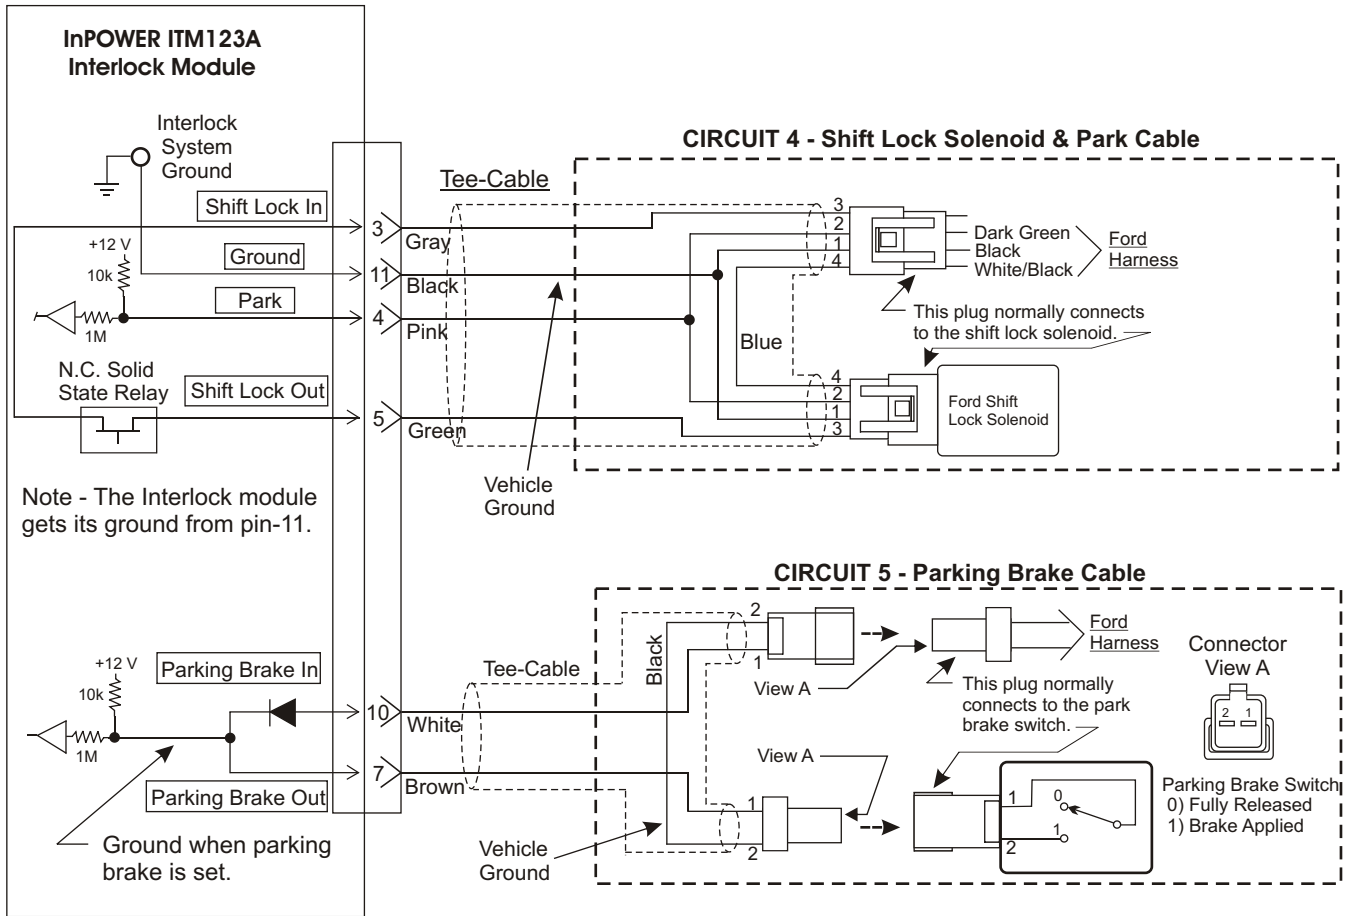 InPOWER ITM123A
Interlock Module
Interlock
System
Ground
Shift Lock In
+12 V
10k
Ground
Park
1M
N.C. Solid
State Relay
Shift Lock Out
Note - The Interlock module
gets its ground from pin-11.
3
Gray
11
Black
4
Pink
5
Green
Tee-Cable
Vehicle
Ground
CIRCUIT 4 - Shift Lock Solenoid & Park Cable
3
2
1
4
Dark Green
Black
White/Black
Ford
Harness
This plug normally connects
to the shift lock solenoid.
Blue
4
2
1
3
Ford Shift
Lock Solenoid
+12 V
10k
1M
Parking Brake In
Parking Brake Out
Ground when parking
brake is set.
10
White
7
Brown
Tee-Cable
Vehicle
Ground
CIRCUIT 5 - Parking Brake Cable
Black
2
1
View A
Ford
Harness
This plug normally
connects to the park
brake switch.
View A
1
2
1
2
0
1
Connector
View A
2 1
Parking Brake Switch
0) Fully Released
1) Brake Applied